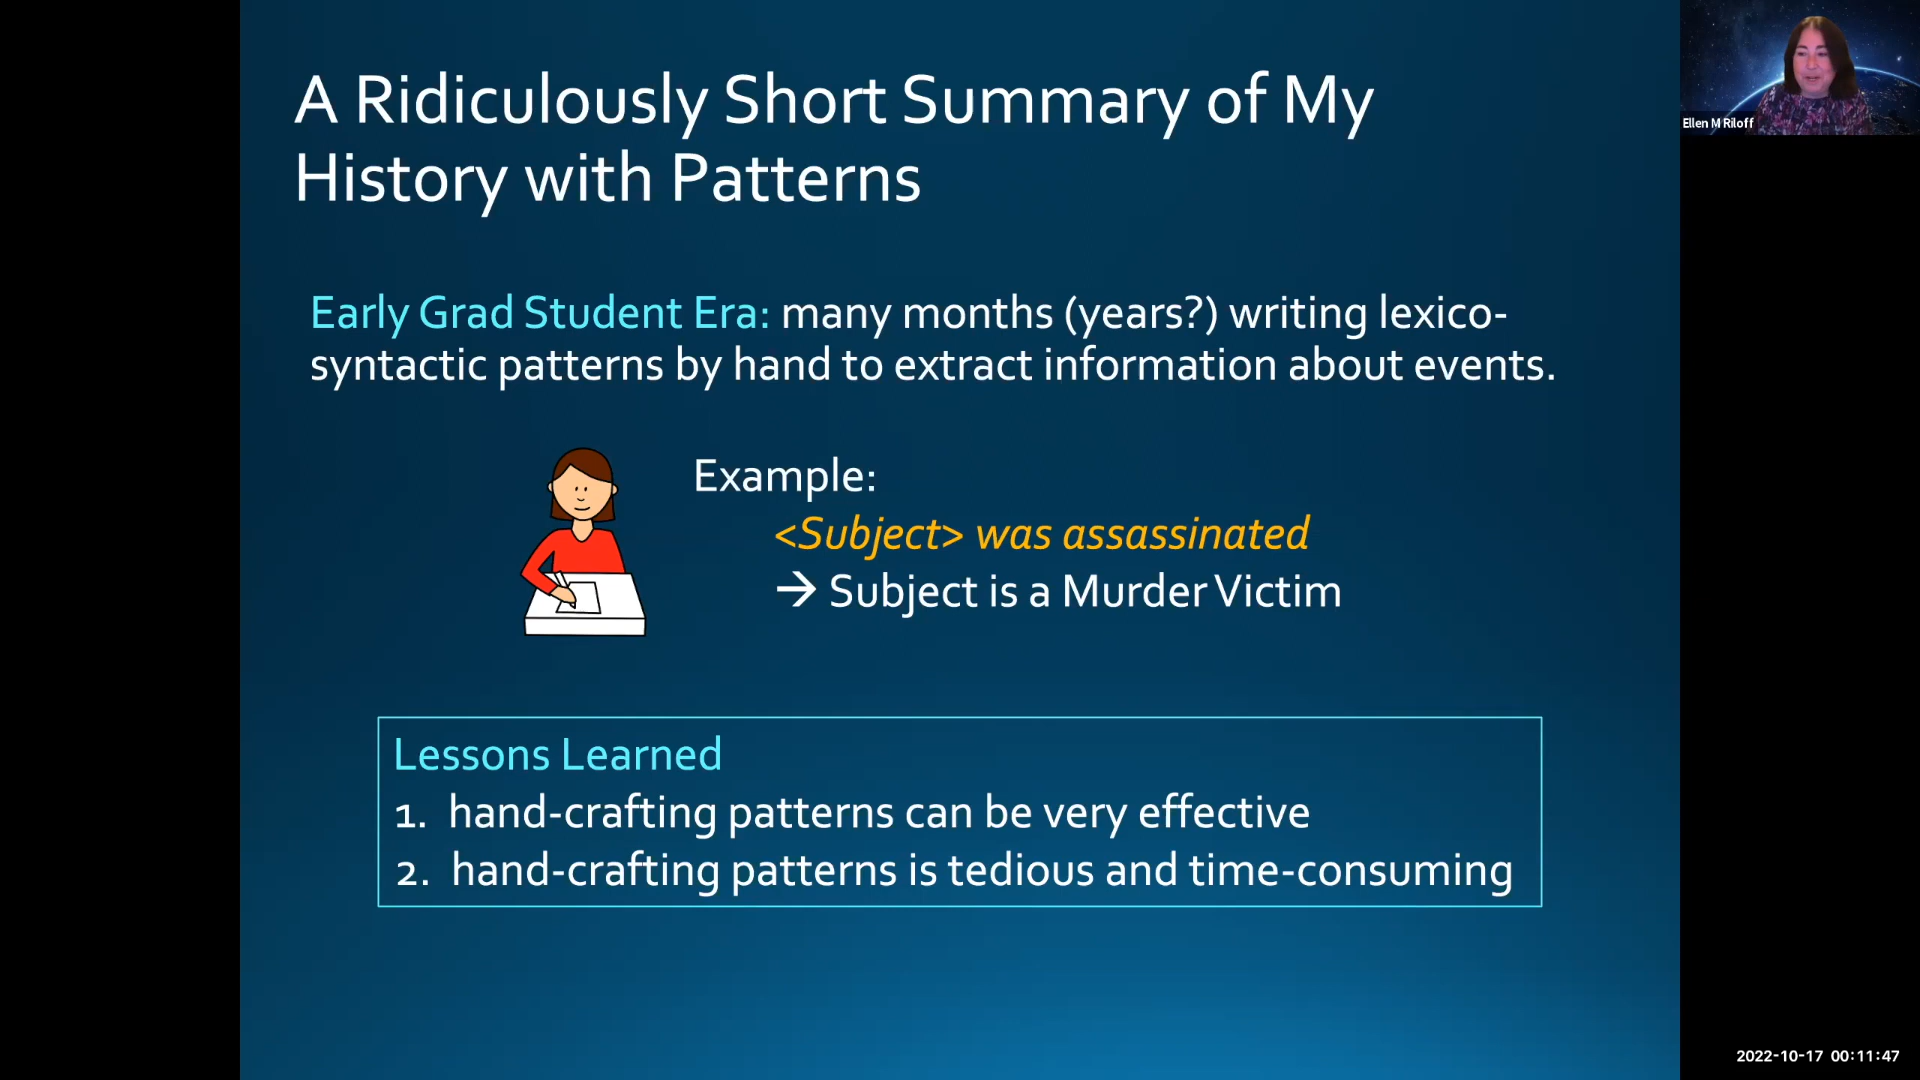 A Ridiculously Short Summary of My
History with Patterns
Early Grad Student Era: many months (years?) writing lexico-
syntactic patterns by hand to extract information about events.
Example:
<Subject> was assassinated
→ Subject is a Murder Victim
Lessons Learned
1. hand-crafting patterns can be very effective
2. hand-crafting patterns is tedious and time-consuming
Ellen M Riloff
2022-10-17 00:11:47